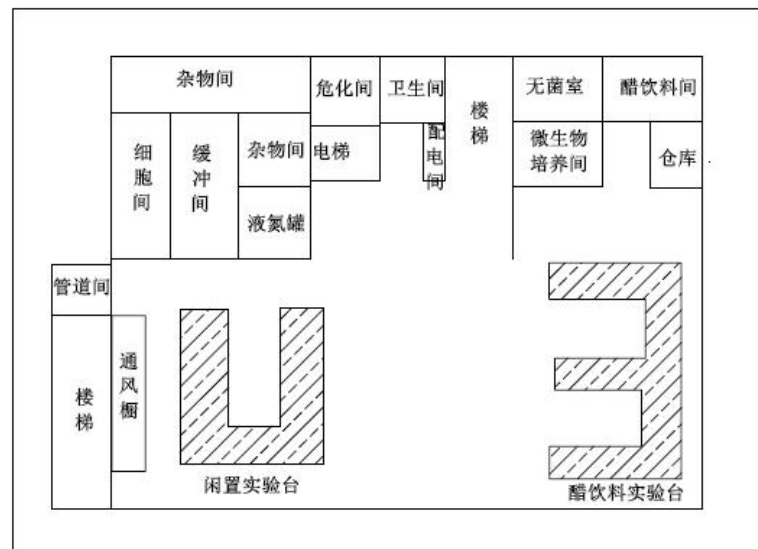 杂物间
危化间
卫生间
楼梯
无菌室
醋饮料间
细胞间
缓冲间
杂物间
电梯
配电间
微生物
培养间
仓库
液氮罐
管道间
楼梯
通风橱
闲置实验台
醋饮料实验台